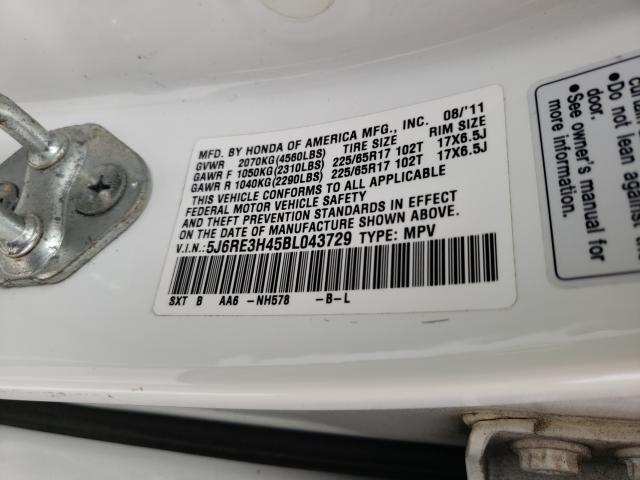 MFD. BY HONDA OF AMERICA MFG., INC. 08/'11
GVWR 2070KG(4560LBS) TIRE SIZE RIM SIZE
GAWR F 1050KG(2310LBS) 225/65R17 102T 17X6.5J
GAWR R 1040KG(2290LBS) 225/65R17 102T 17X6.5J
THIS VEHICLE CONFORMS TO ALL APPLICABLE
FEDERAL MOTOR VEHICLE SAFETY
AND THEFT PREVENTION STANDARDS IN EFFECT
ON THE DATE OF MANUFACTURE SHOWN ABOVE.
V.I.N.:5J6RE3H45BL043729 TYPE: MPV
SXT B AA6 -NH578 -B-L
•Do not lean against
door.
•See owner's manual for
more information.